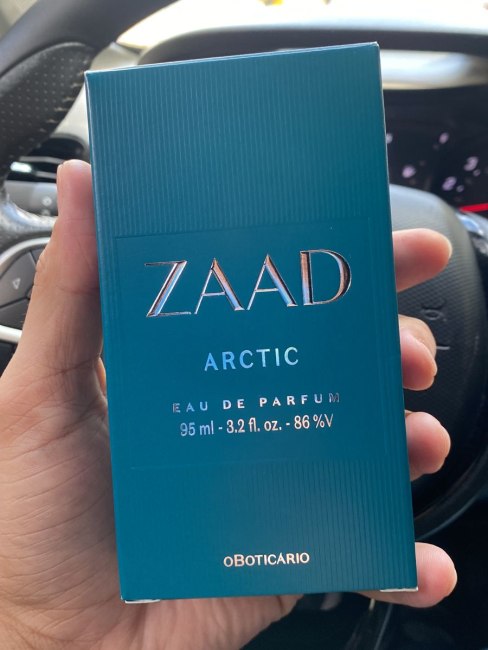 ZAAD
ARCTIC
EAU DE PARFUM
95 ml - 3.2 fl. oz. - 86 %V
oBOTICÁRIO